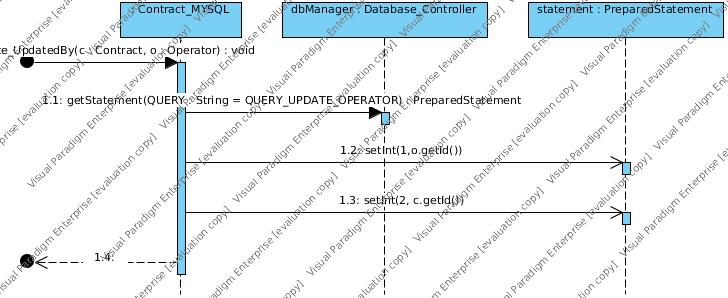 Contract_MYSQL
dbManager : Database_Controller
statement : PreparedStatement
e_UpdatedBy(c : Contract, o : Operator) : void
1.1: getStatement(QUERY : String = QUERY_UPDATE_OPERATOR) : PreparedStatement
1.2: setInt(1,o.getId())
1.3: setInt(2, c.getId())
1.4:
Visual Paradigm Enterprise [evaluation copy]